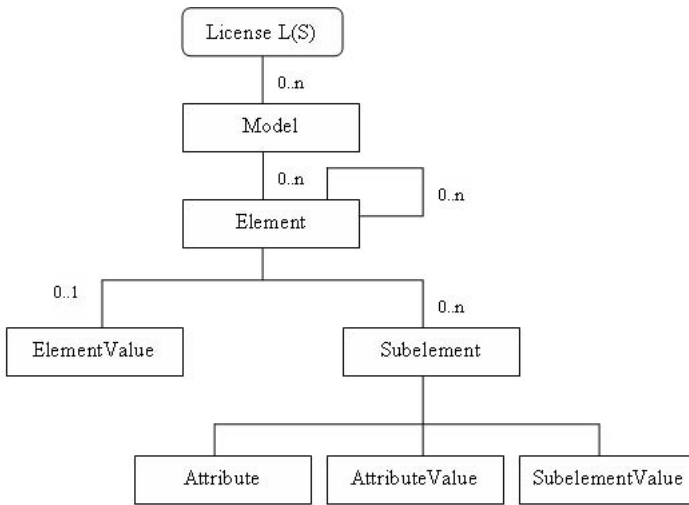 License L(S)
0..n
Model
0..n
0..n
Element
0..1
0..n
ElementValue
Subelement
Attribute
AttributeValue
SubelementValue